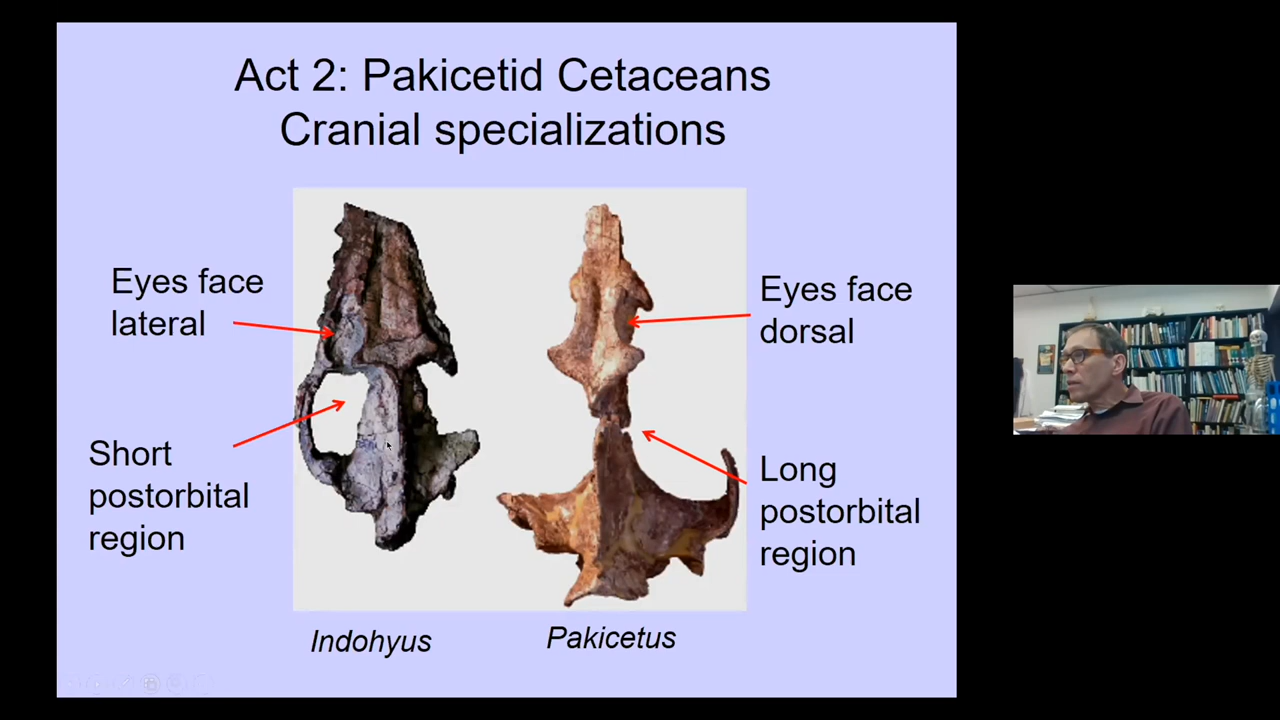 Act 2: Pakicetid Cetaceans
Cranial specializations
Eyes face
lateral
Short
postorbital
region
Eyes face
dorsal
Long
postorbital
region
Indohyus
Pakicetus